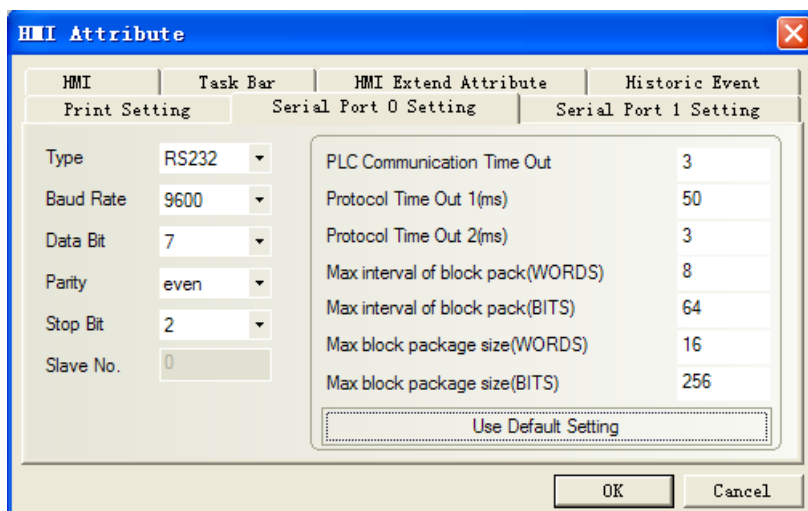 HMI Attribute
HMI Task Bar HMI Extend Attribute Historic Event
Print Setting Serial Port 0 Setting Serial Port 1 Setting
Type RS232
Baud Rate 9600
Data Bit 7
Parity even
Stop Bit 2
Slave No. 0
PLC Communication Time Out 3
Protocol Time Out 1(ms) 50
Protocol Time Out 2(ms) 3
Max interval of block pack(WORDS) 8
Max interval of block pack(BITS) 64
Max block package size(WORDS) 16
Max block package size(BITS) 256
Use Default Setting
OK Cancel